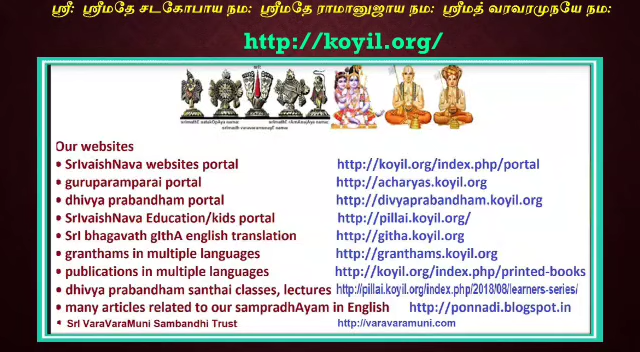 ஸ்ரீ: ஸ்ரீமதே சடகோபாய நம: ஸ்ரீமதே ராமானுஜாய நம: ஸ்ரீமத் வரவரமுநயே நம:
http://koyil.org/
Our websites
• SrIvaishNava websites portal http://koyil.org/index.php/portal
• guruparamparai portal http://acharyas.koyil.org
• dhivya prabandham portal http://divyaprabandham.koyil.org
• SrIvaishNava Education/kids portal http://pillai.koyil.org/
• SrI bhagavath gIthA english translation http://githa.koyil.org
• granthams in multiple languages http://granthams.koyil.org
• publications in multiple languages http://koyil.org/index.php/printed-books
• dhivya prabandham santhai classes, lectures http://pillai.koyil.org/index.php/2018/08/learners-series/
• many articles related to our sampradhAyam in English http://ponnadi.blogspot.in
• SrI VaraVaraMuni Sambandhi Trust http://varavaramuni.com